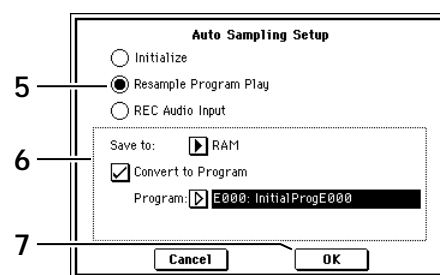 Auto Sampling Setup
Initialize
5 Resample Program Play
REC Audio Input
6 Save to: RAM
Convert to Program
Program: E000: InitialProgE000
7
Cancel OK